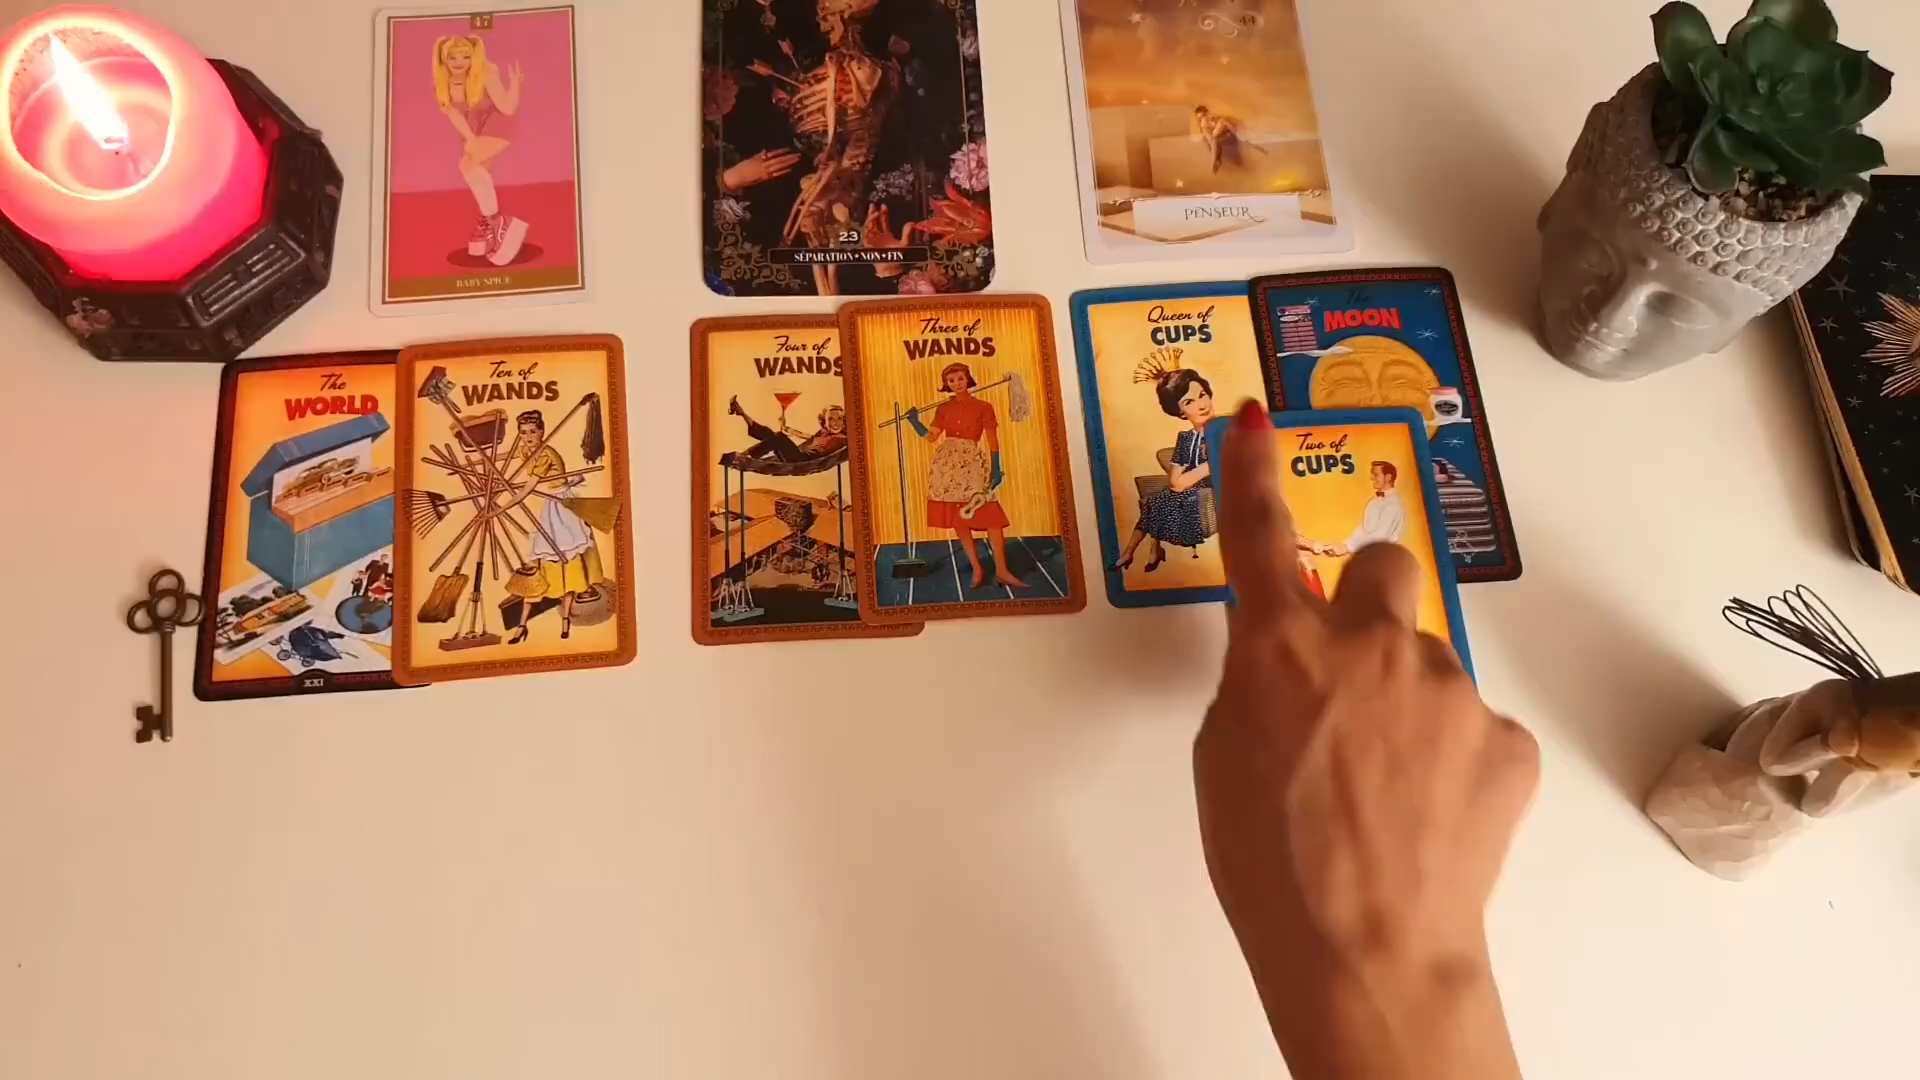 47
BABY SPICE
23
SÉPARATION • NON • FIN
44
PENSEUR
The
WORLD
XXI
Ten of
WANDS
Four of
WANDS
Three of
WANDS
Queen of
CUPS
The
MOON
Two of
CUPS